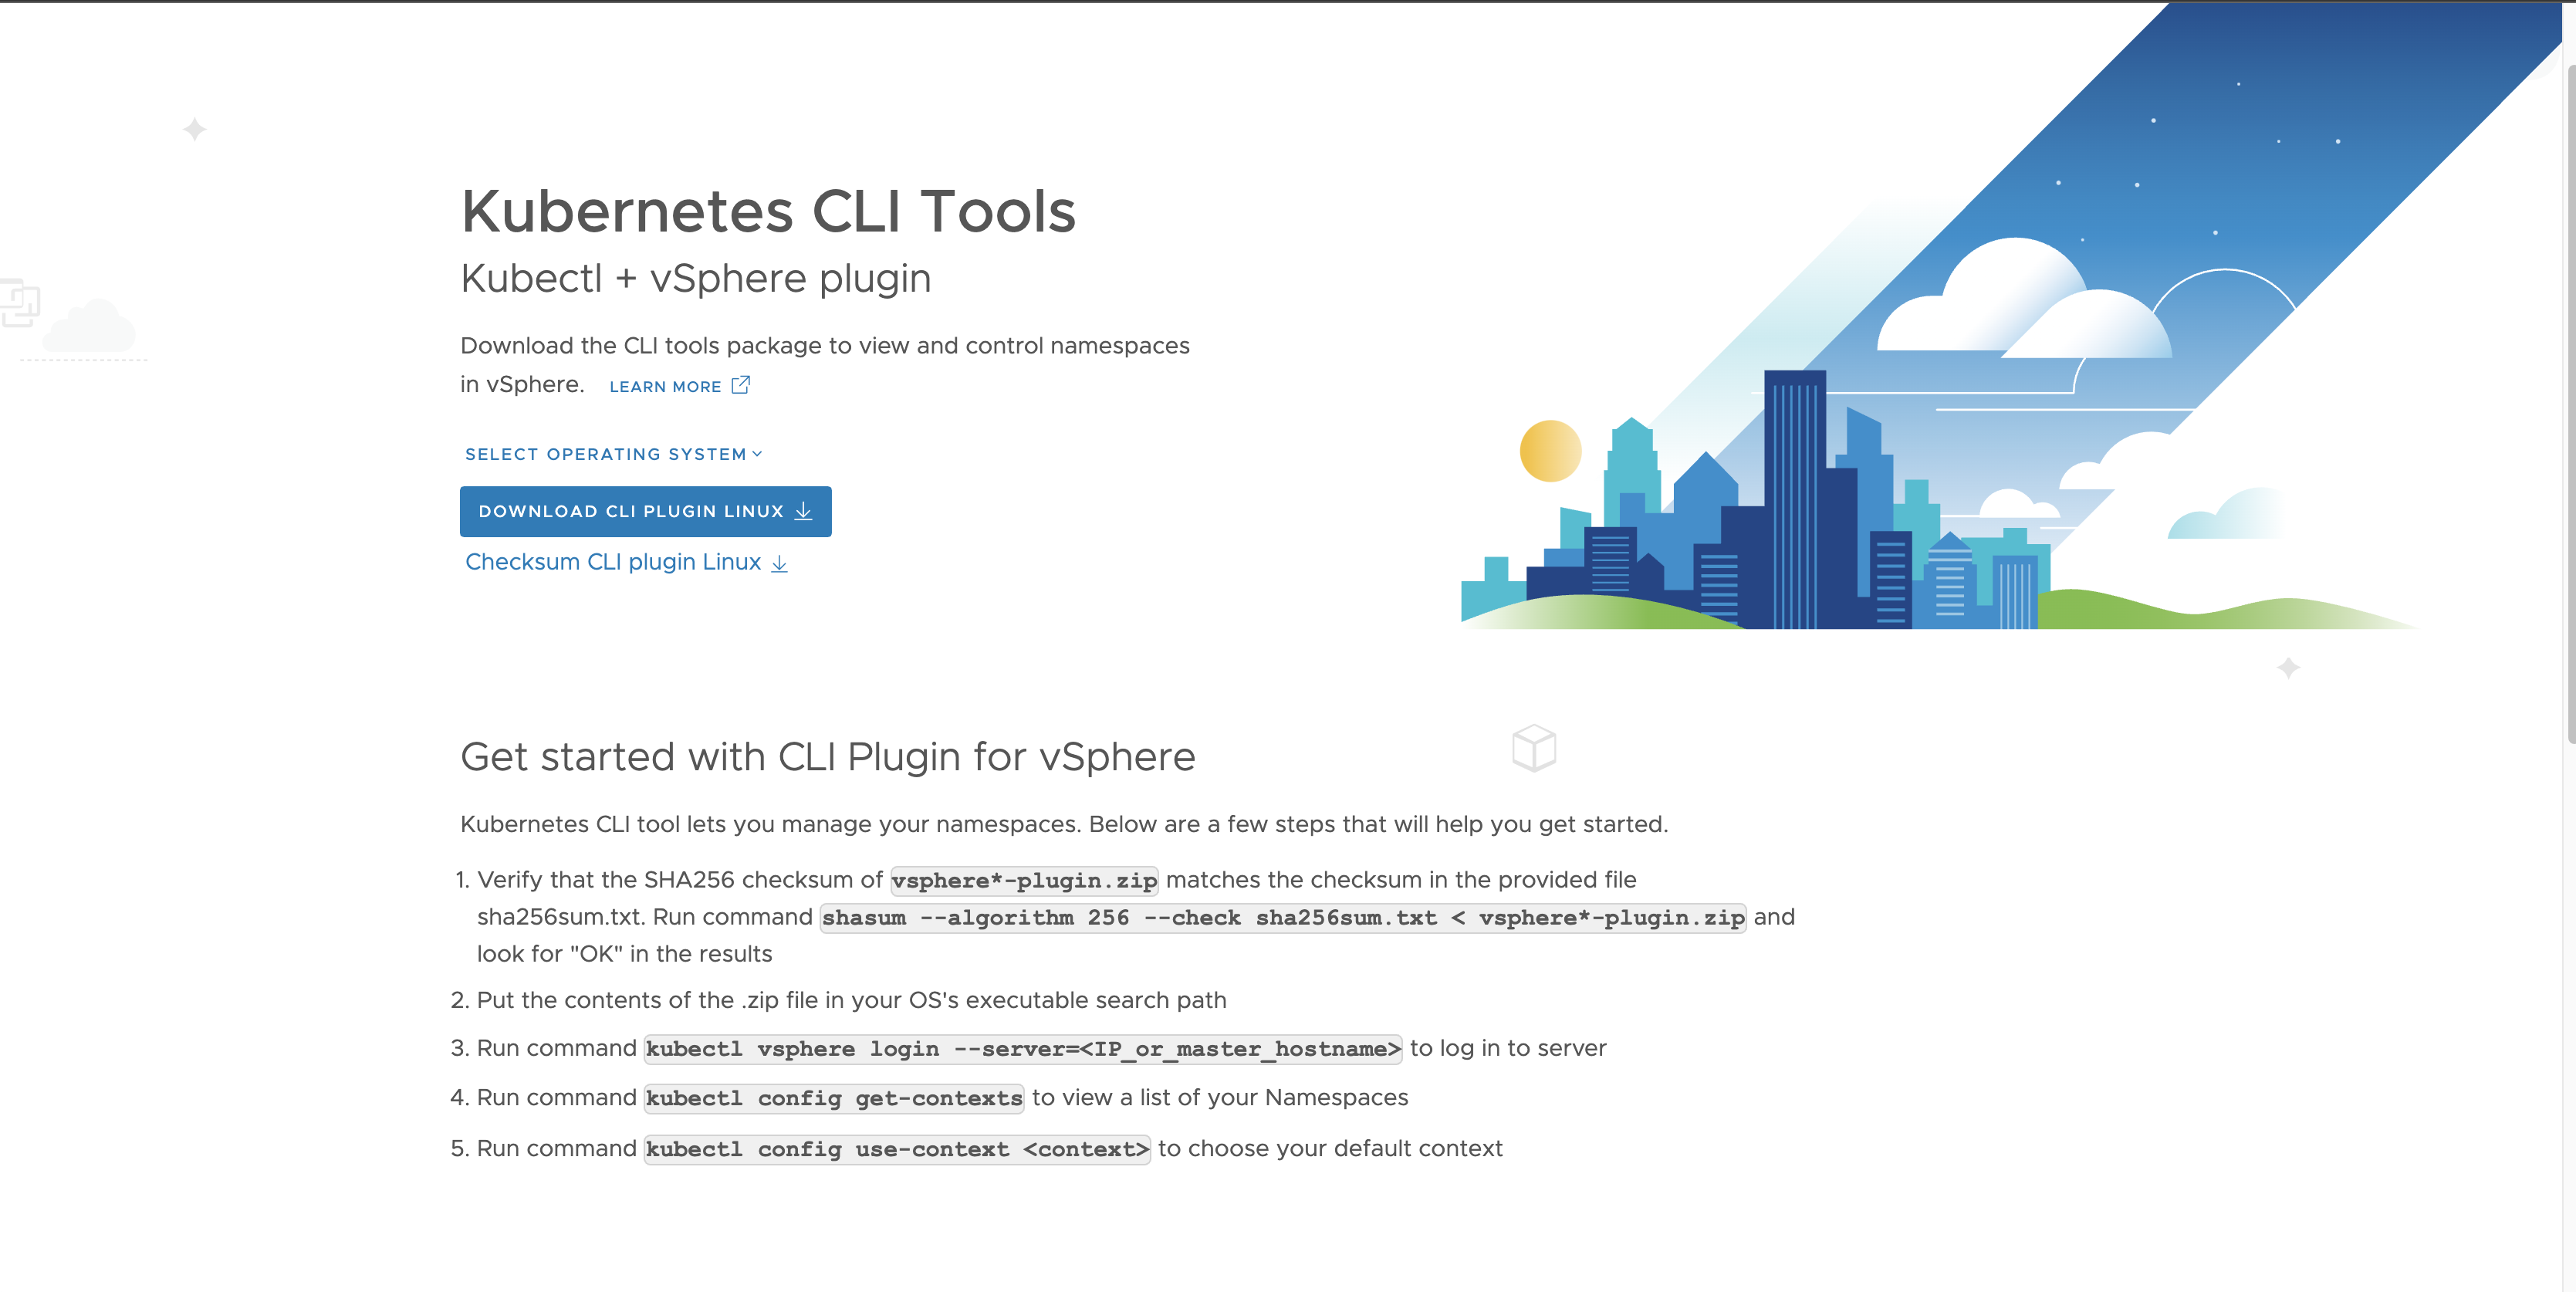 Kubernetes CLI Tools
Kubectl + vSphere plugin
Download the CLI tools package to view and control namespaces
in vSphere. LEARN MORE
SELECT OPERATING SYSTEM
DOWNLOAD CLI PLUGIN LINUX
Checksum CLI plugin Linux
Get started with CLI Plugin for vSphere
Kubernetes CLI tool lets you manage your namespaces. Below are a few steps that will help you get started.
1. Verify that the SHA256 checksum of vsphere*-plugin.zip matches the checksum in the provided file
sha256sum.txt. Run command shasum --algorithm 256 --check sha256sum.txt < vsphere*-plugin.zip and
look for "OK" in the results
2. Put the contents of the .zip file in your OS's executable search path
3. Run command kubectl vsphere login --server=<IP_or_master_hostname> to log in to server
4. Run command kubectl config get-contexts to view a list of your Namespaces
5. Run command kubectl config use-context <context> to choose your default context